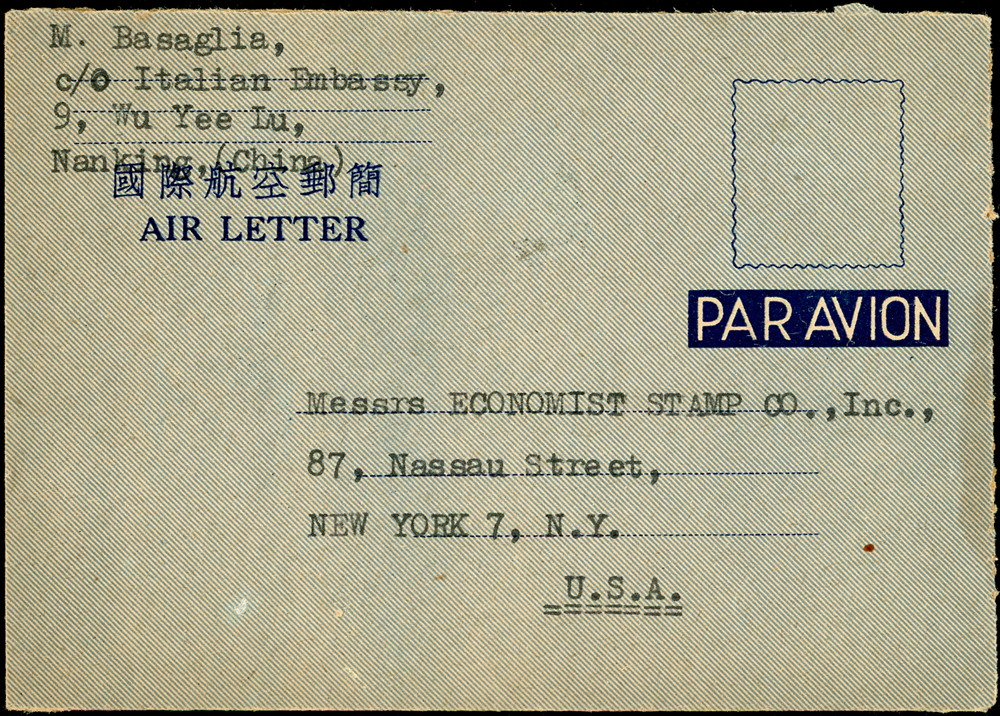 M. Basaglia,
c/o Italian Embassy,
9, Wu Yee Lu,
Nanking,(China)
國際航空郵簡
AIR LETTER
PAR AVION
Messrs ECONOMIST STAMP CO.,Inc.,
87, Nassau Street,
NEW YORK 7, N.Y.
U.S.A.